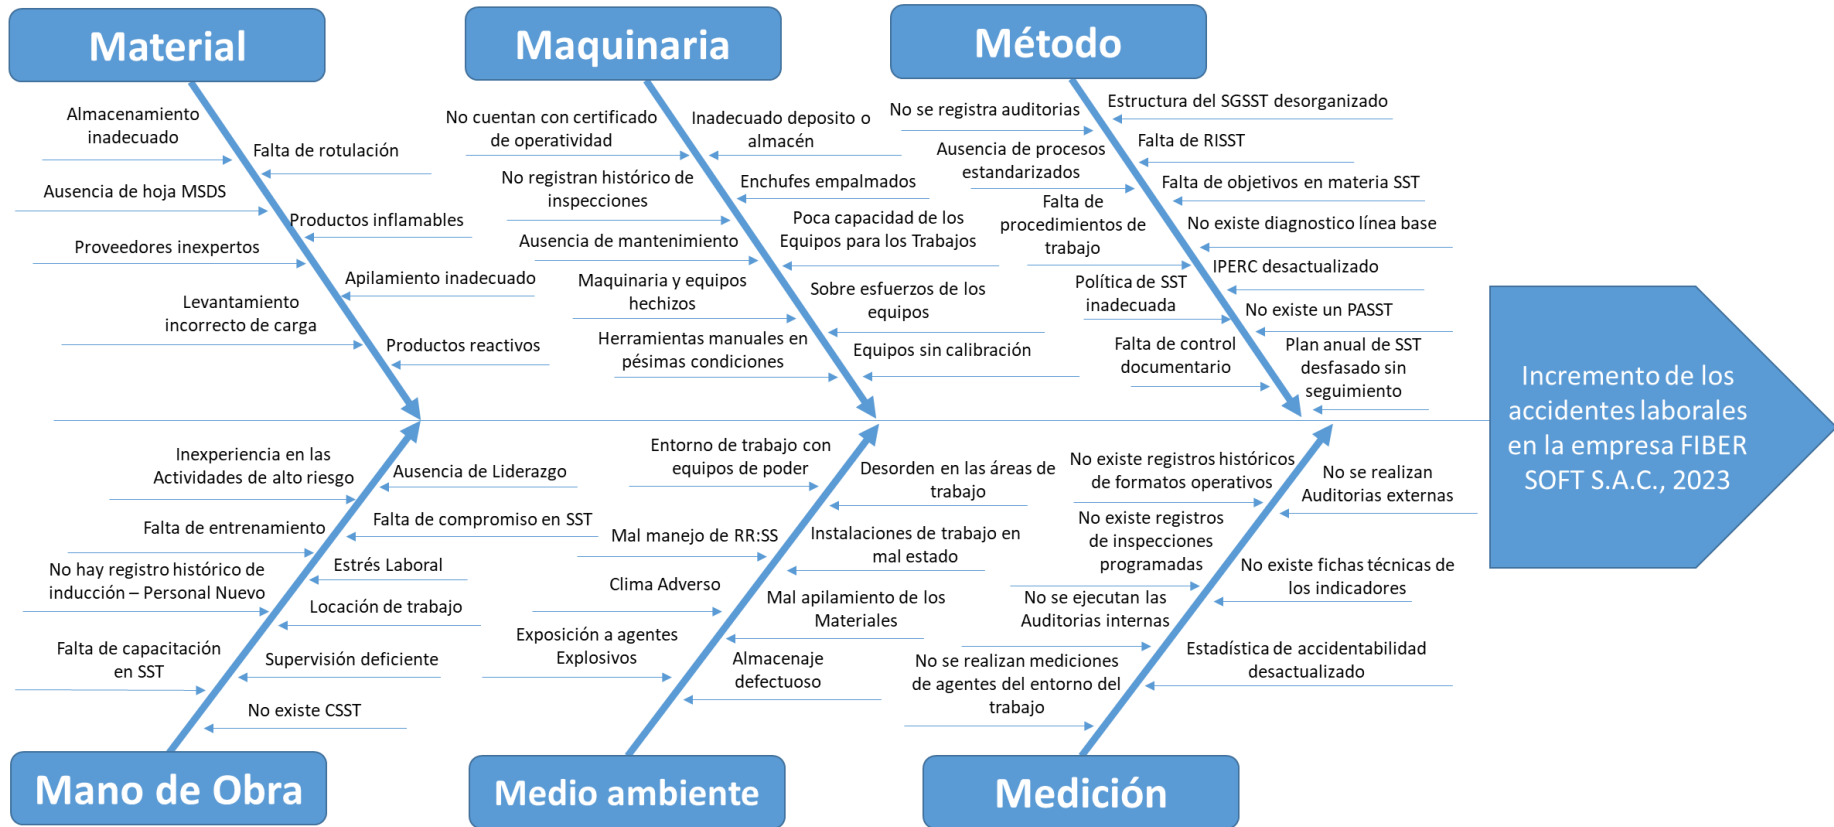 Material
Almacenamiento
inadecuado
Falta de rotulación
Ausencia de hoja MSDS
Productos inflamables
Proveedores inexpertos
Apilamiento inadecuado
Levantamiento
incorrecto de carga
Productos reactivos
Maquinaria
No cuentan con certificado
de operatividad
Inadecuado deposito o
almacén
No registran histórico de
inspecciones
Enchufes empalmados
Poca capacidad de los
Equipos para los Trabajos
Ausencia de mantenimiento
Maquinaria y equipos
hechizos
Sobre esfuerzos de los
equipos
Herramientas manuales en
pésimas condiciones
Equipos sin calibración
Método
No se registra auditorias
Estructura del SGSST desorganizado
Falta de RISST
Ausencia de procesos
estandarizados
Falta de objetivos en materia SST
Falta de
procedimientos de
trabajo
No existe diagnostico línea base
IPERC desactualizado
Política de SST
inadecuada
No existe un PASST
Falta de control
documentario
Plan anual de SST
desfasado sin
seguimiento
Incremento de los
accidentes laborales
en la empresa FIBER
SOFT S.A.C., 2023
Inexperiencia en las
Actividades de alto riesgo
Ausencia de Liderazgo
Falta de entrenamiento
Falta de compromiso en SST
No hay registro histórico de
inducción – Personal Nuevo
Estrés Laboral
Locación de trabajo
Falta de capacitación
en SST
Supervisión deficiente
No existe CSST
Mano de Obra
Entorno de trabajo con
equipos de poder
Desorden en las áreas de
trabajo
Mal manejo de RR:SS
Instalaciones de trabajo en
mal estado
Clima Adverso
Mal apilamiento de los
Materiales
Exposición a agentes
Explosivos
Almacenaje
defectuoso
Medio ambiente
No existe registros históricos
de formatos operativos
No se realizan
Auditorias externas
No existe registros
de inspecciones
programadas
No existe fichas técnicas de
los indicadores
No se ejecutan las
Auditorias internas
Estadística de accidentabilidad
desactualizado
No se realizan mediciones
de agentes del entorno del
trabajo
Medición